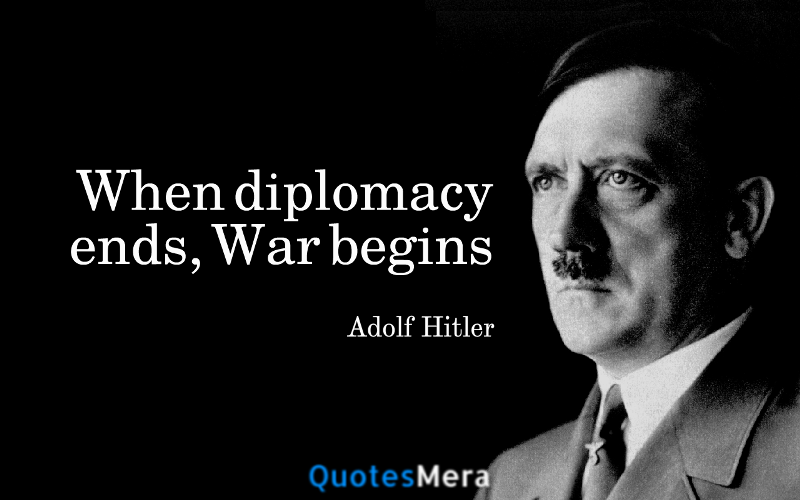 When diplomacy
ends, War begins
Adolf Hitler
QuotesMera